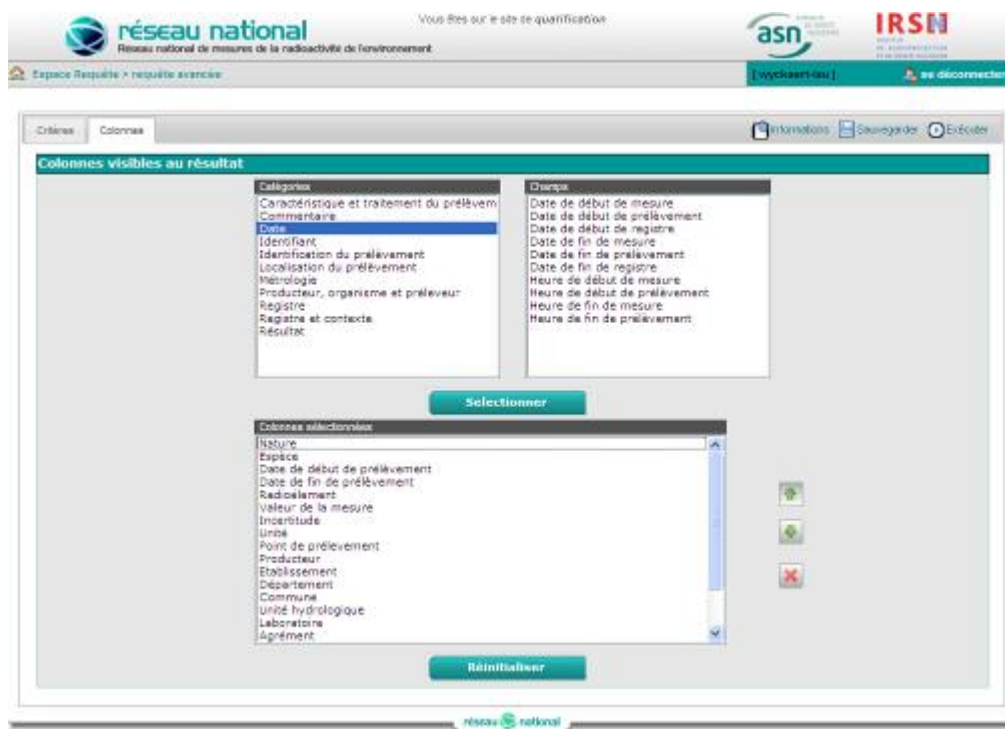 Vous êtes sur le site de qualification
réseau national
Réseau national de mesures de la radioactivité de l'environnement
asn
IRSN
Espace Requête > requête avancée
[wyckaert-lau]
se déconnecter
Critères
Colonnes
Informations
Sauvegarder
Exécuter
Colonnes visibles au résultat
Catégories
Caractéristique et traitement du prélèvem
Commentaire
Date
Identifiant
Identification du prélèvement
Localisation du prélèvement
Métrologie
Producteur, organisme et préleveur
Registre
Registre et contexte
Résultat
Champs
Date de début de mesure
Date de début de prélèvement
Date de début de registre
Date de fin de mesure
Date de fin de prélèvement
Date de fin de registre
Heure de début de mesure
Heure de début de prélèvement
Heure de fin de mesure
Heure de fin de prélèvement
Selectionner
Colonnes sélectionnées
Nature
Espèce
Date de début de prélèvement
Date de fin de prélèvement
Radioélement
Valeur de la mesure
Incertitude
Unité
Point de prélevement
Producteur
Etablissement
Département
Commune
Unité hydrologique
Laboratoire
Agrément
Réinitialiser
réseau national